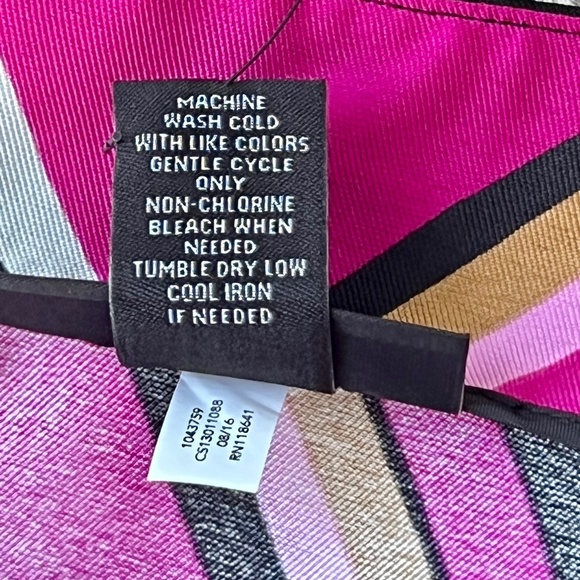 MACHINE
WASH COLD
WITH LIKE COLORS
GENTLE CYCLE
ONLY
NON-CHLORINE
BLEACH WHEN
NEEDED
TUMBLE DRY LOW
COOL IRON
IF NEEDED
1043759
CS13011088
08/16
RN118641